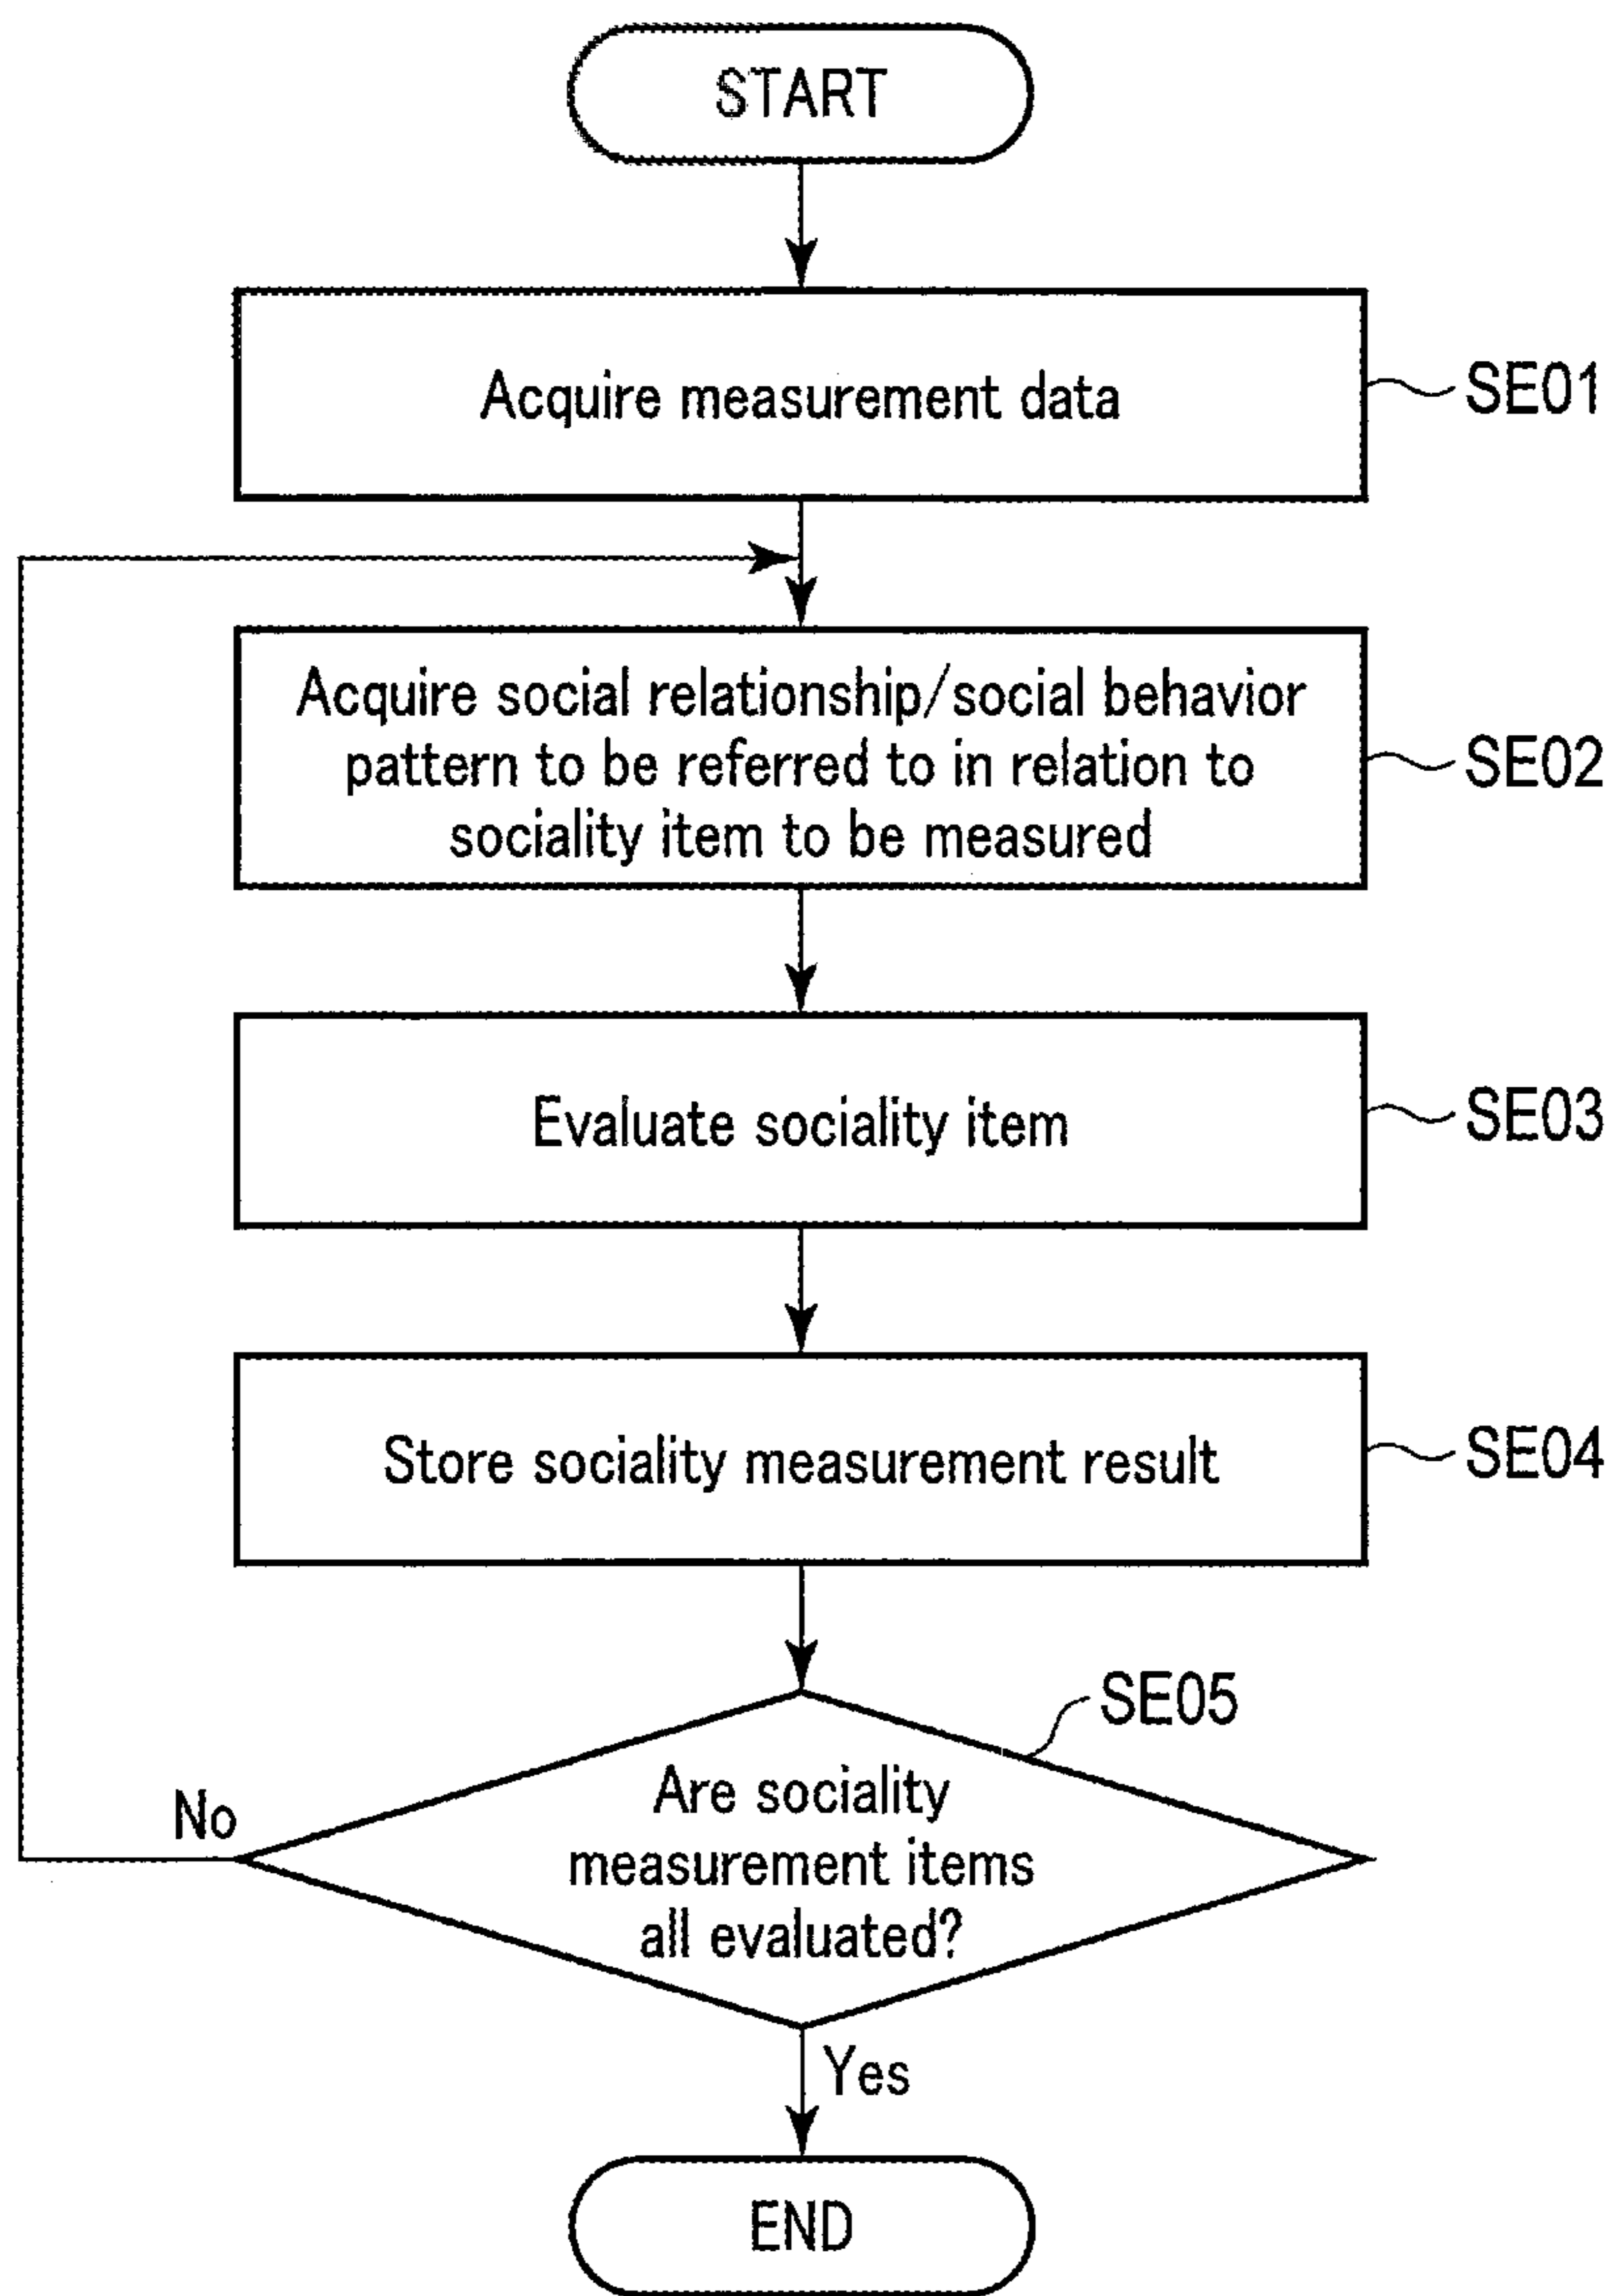 START
Acquire measurement data
SE01
Acquire social relationship/social behavior
pattern to be referred to in relation to
sociality item to be measured
SE02
Evaluate sociality item
SE03
Store sociality measurement result
SE04
SE05
Are sociality
measurement items
all evaluated?
No
Yes
END